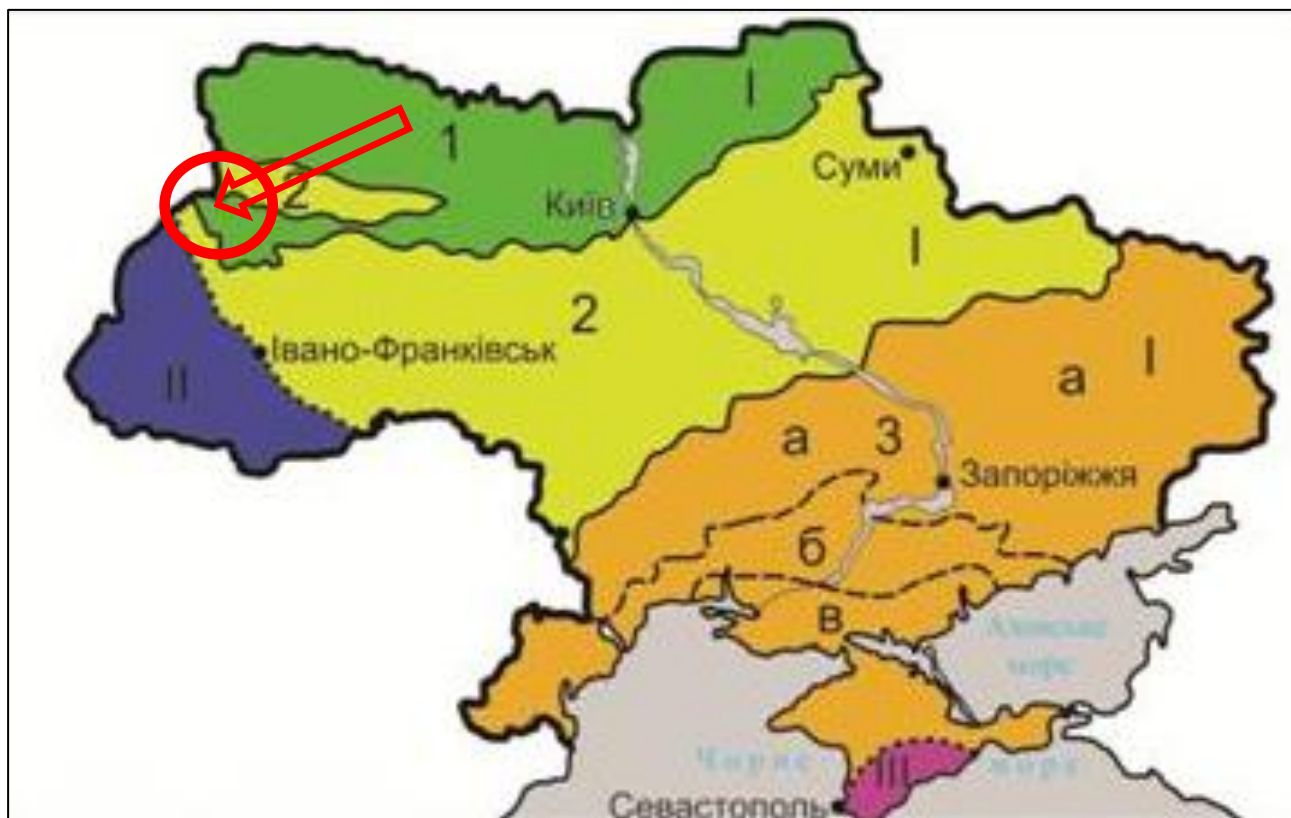 I
1
Суми
2
Київ
I
2
Івано-Франківськ
II
а
I
а
3
Запоріжжя
б
в
Азовське
море
Чорне
море
III
Севастополь